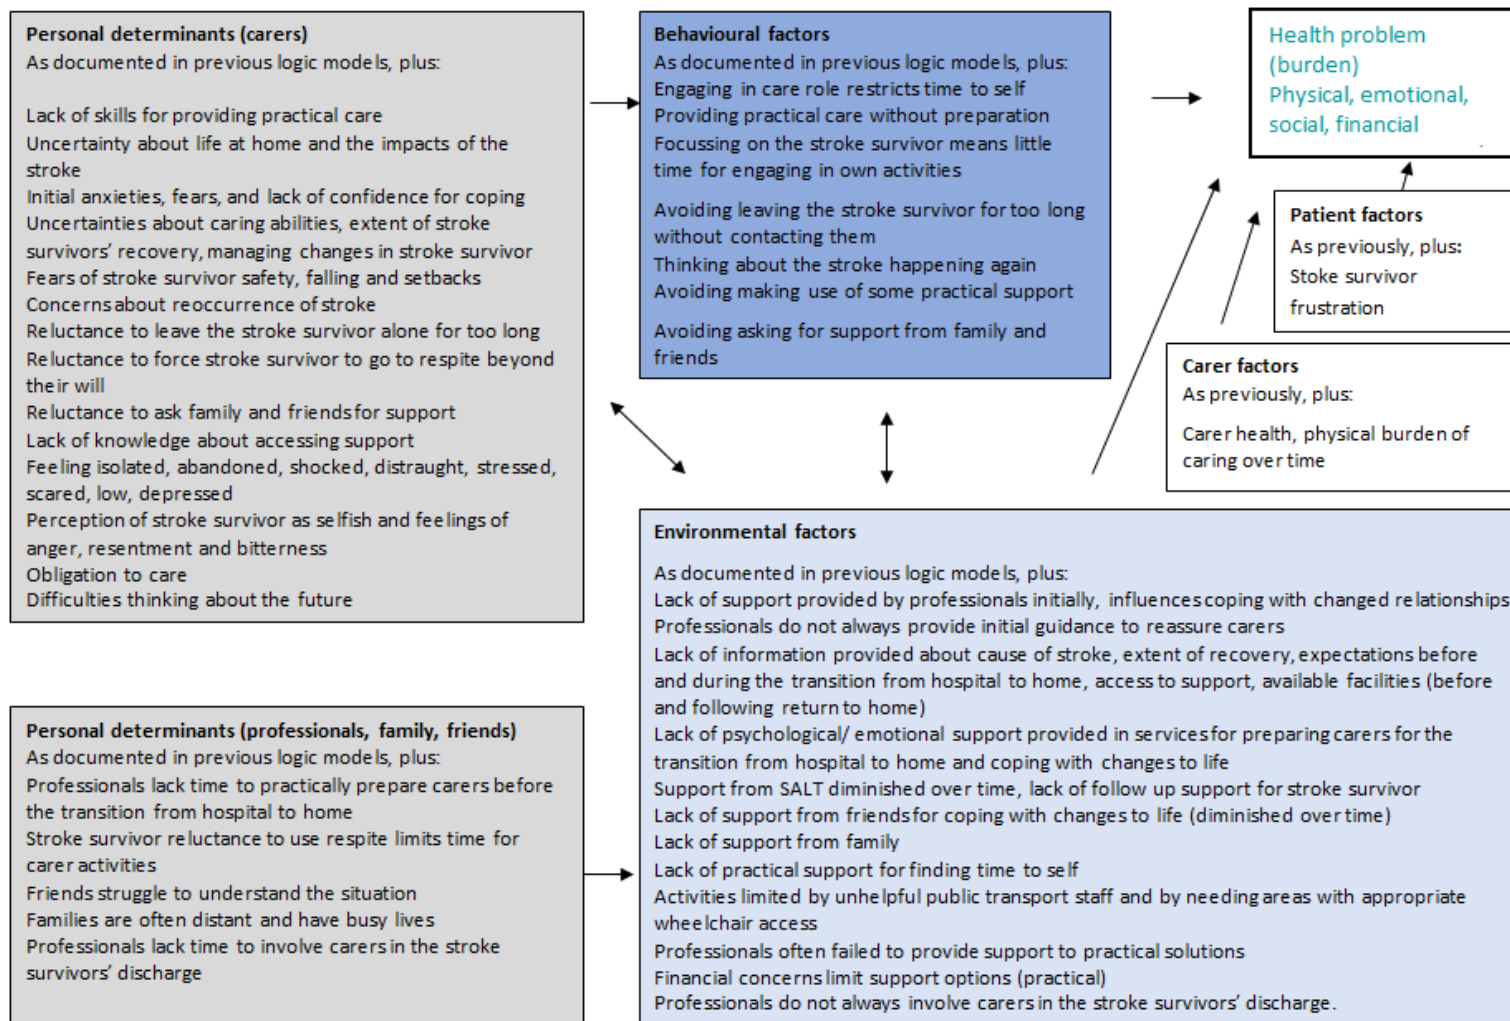 Personal determinants (carers)
As documented in previous logic models, plus:
Lack of skills for providing practical care
Uncertainty about life at home and the impacts of the
stroke
Initial anxieties, fears, and lack of confidence for coping
Uncertainties about caring abilities, extent of stroke
survivors' recovery, managing changes in stroke survivor
Fears of stroke survivor safety, falling and setbacks
Concerns about reoccurrence of stroke
Reluctance to leave the stroke survivor alone for too long
Reluctance to force stroke survivor to go to respite beyond
their will
Reluctance to ask family and friends for support
Lack of knowledge about accessing support
Feeling isolated, abandoned, shocked, distraught, stressed,
scared, low, depressed
Perception of stroke survivor as selfish and feelings of
anger, resentment and bitterness
Obligation to care
Difficulties thinking about the future
Behavioural factors
As documented in previous logic models, plus:
Engaging in care role restricts time to self
Providing practical care without preparation
Focussing on the stroke survivor means little
time for engaging in own activities
Avoiding leaving the stroke survivor for too long
without contacting them
Thinking about the stroke happening again
Avoiding making use of some practical support
Avoiding asking for support from family and
friends
Health problem
(burden)
Physical, emotional,
social, financial
.
Patient factors
As previously, plus:
Stoke survivor
frustration
Carer factors
As previously, plus:
Carer health, physical burden of
caring over time
Personal determinants (professionals, family, friends)
As documented in previous logic models, plus:
Professionals lack time to practically prepare carers before
the transition from hospital to home
Stroke survivor reluctance to use respite limits time for
carer activities
Friends struggle to understand the situation
Families are often distant and have busy lives
Professionals lack time to involve carers in the stroke
survivors' discharge
Environmental factors
As documented in previous logic models, plus:
Lack of support provided by professionals initially, influences coping with changed relationships
Professionals do not always provide initial guidance to reassure carers
Lack of information provided about cause of stroke, extent of recovery, expectations before
and during the transition from hospital to home, access to support, available facilities (before
and following return to home)
Lack of psychological/ emotional support provided in services for preparing carers for the
transition from hospital to home and coping with changes to life
Support from SALT diminished over time, lack of follow up support for stroke survivor
Lack of support from friends for coping with changes to life (diminished over time)
Lack of support from family
Lack of practical support for finding time to self
Activities limited by unhelpful public transport staff and by needing areas with appropriate
wheelchair access
Professionals often failed to provide support to practical solutions
Financial concerns limit support options (practical)
Professionals do not always involve carers in the stroke survivors' discharge.